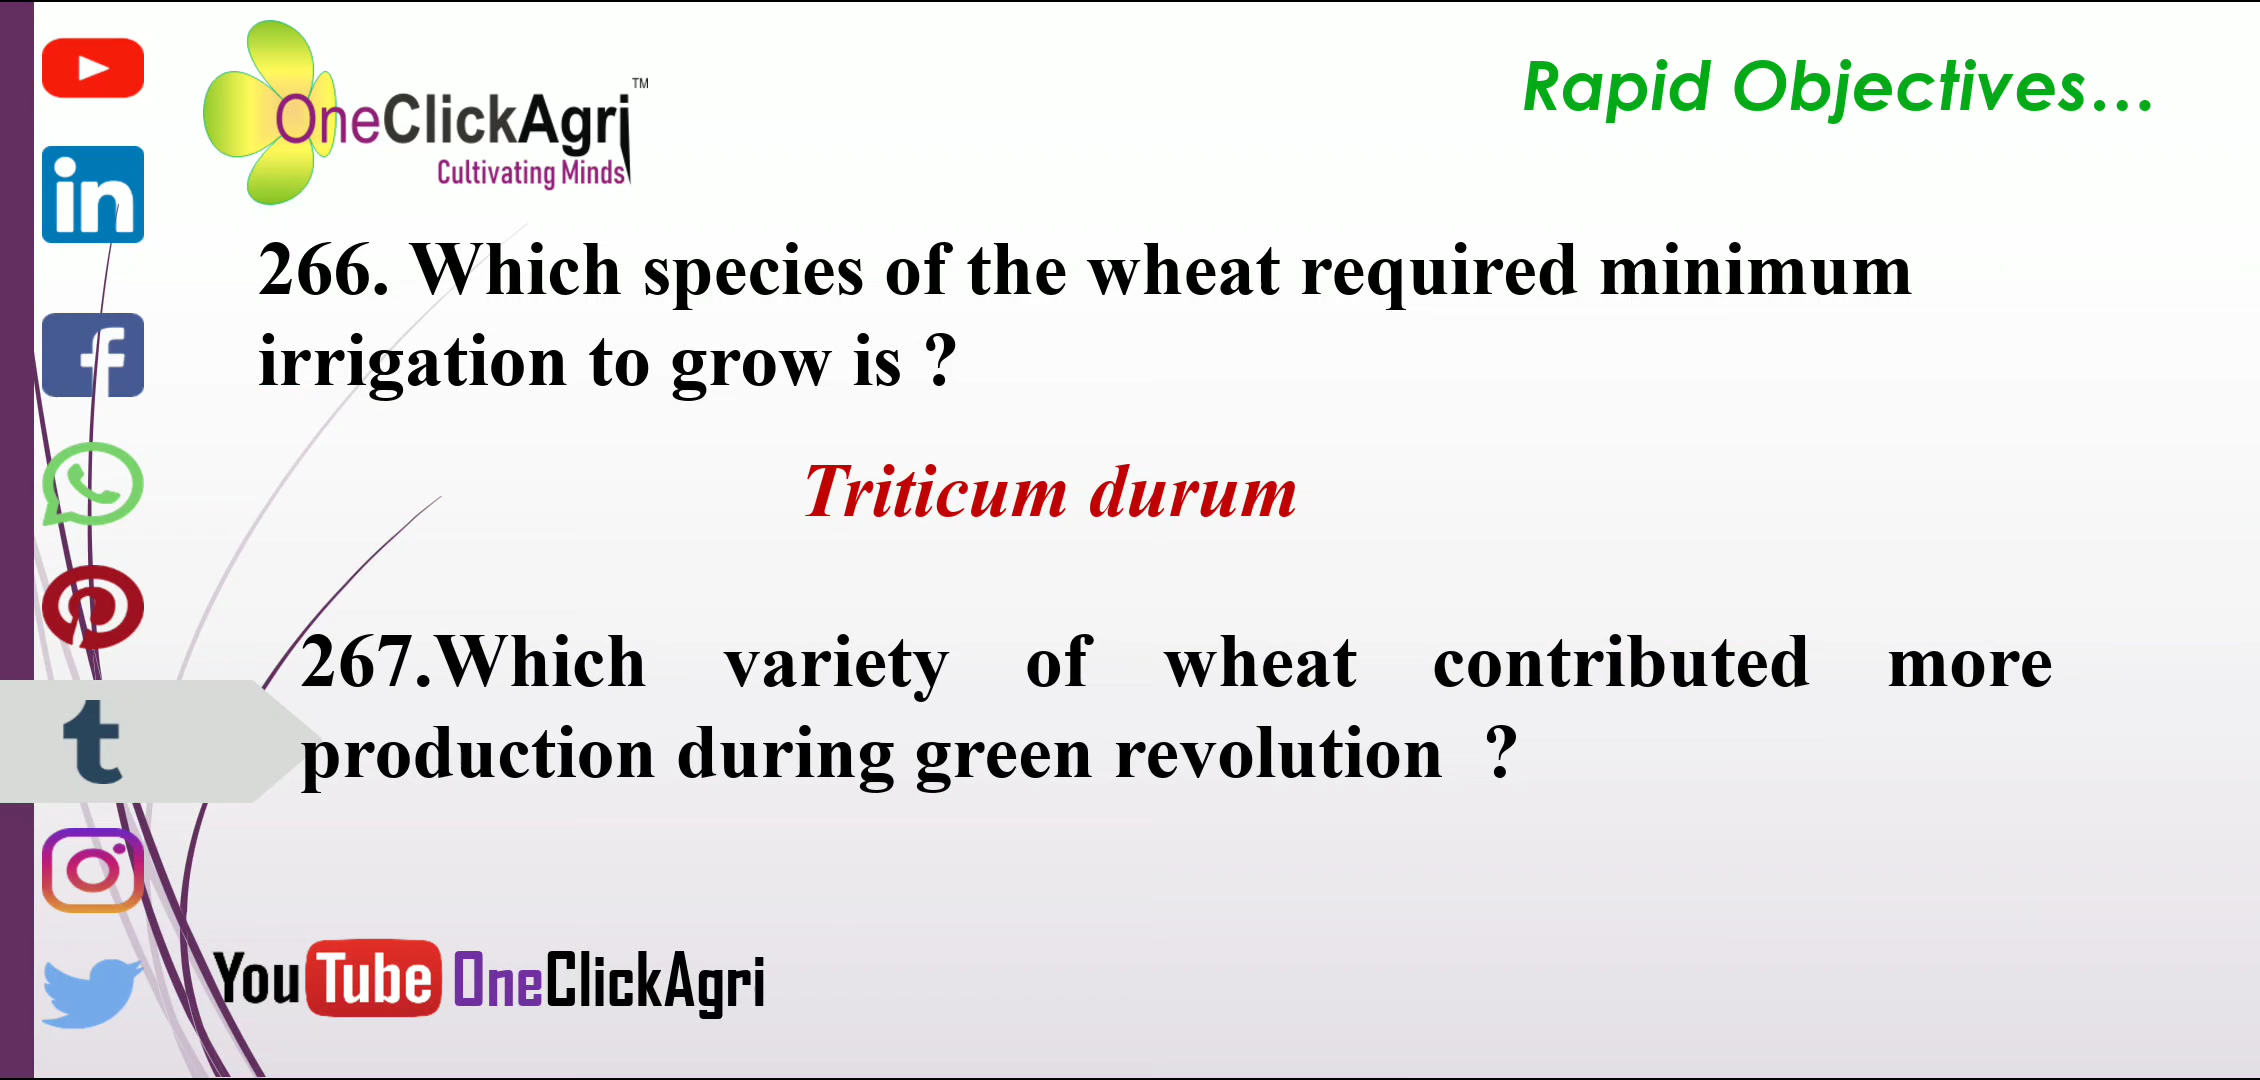 OneClickAgri™
Cultivating Minds
Rapid Objectives...
266. Which species of the wheat required minimum
irrigation to grow is ?
Triticum durum
267.Which variety of wheat contributed more
production during green revolution ?
YouTube OneClickAgri